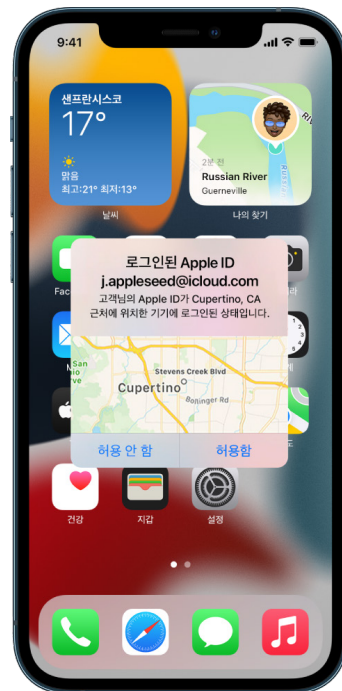 9:41
샌프란시스코
17°
맑음
최고:21° 최저:13°
날씨
2분 전
Russian River
Guerneville
나의 찾기
로그인된 Apple ID
j.appleseed@icloud.com
고객님의 Apple ID가 Cupertino, CA
근처에 위치한 기기에 로그인된 상태입니다.
San
Stevens Creek Blvd
Cupertino
Bollinger Rd
허용 안 함
허용함
건강
지갑
설정